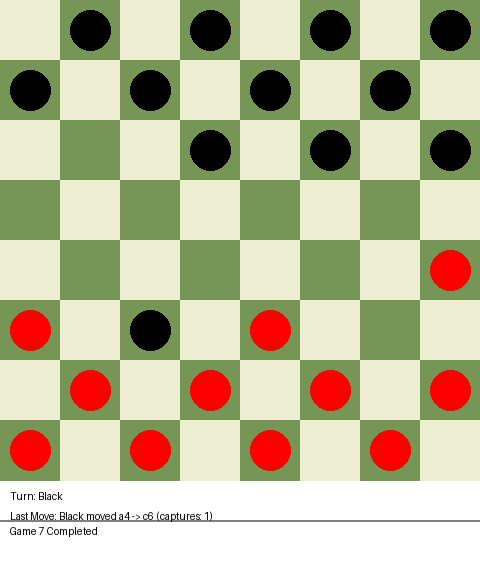 Turn: Black
Last Move: Black moved a4 -> c6 (captures: 1)
Game 7 Completed